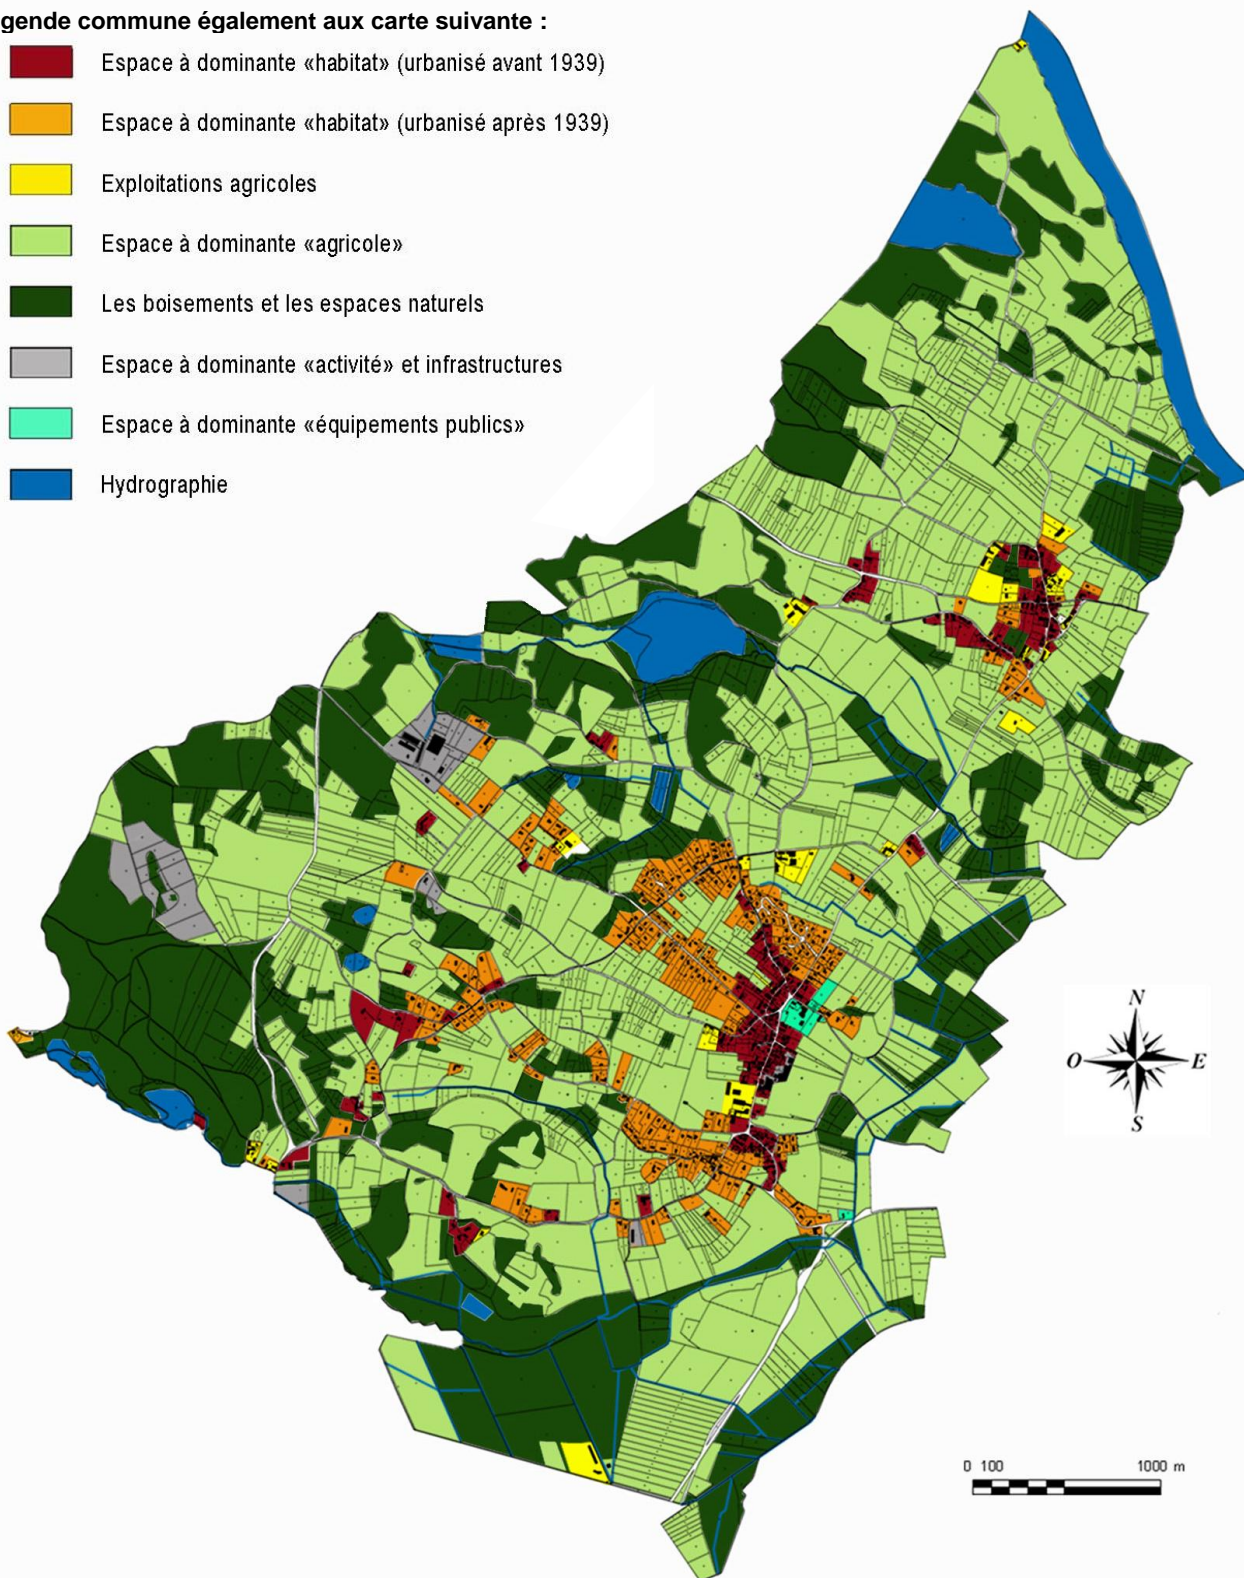 gende commune également aux carte suivante :
Espace à dominante «habitat» (urbanisé avant 1939)
Espace à dominante «habitat» (urbanisé après 1939)
Exploitations agricoles
Espace à dominante «agricole»
Les boisements et les espaces naturels
Espace à dominante «activité» et infrastructures
Espace à dominante «équipements publics»
Hydrographie
N
O E
S
0 100 1000 m